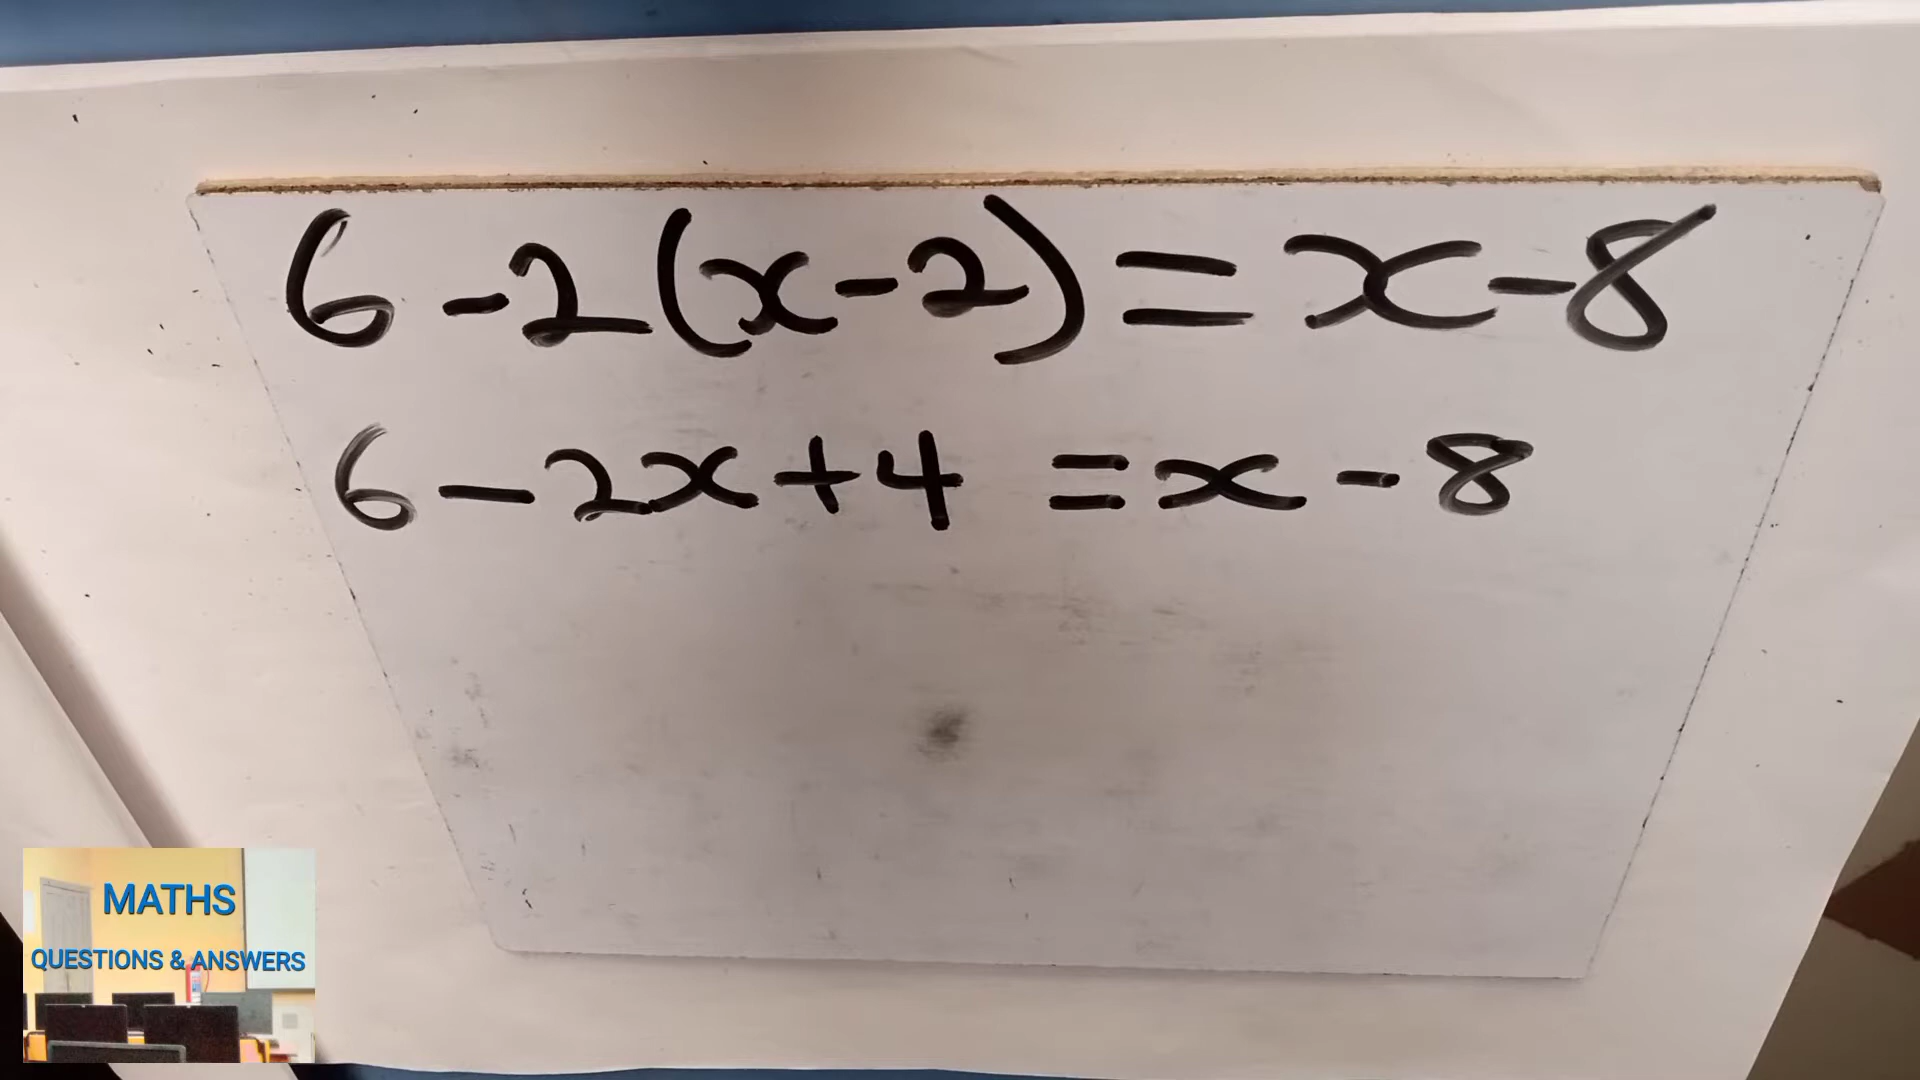 6 - 2(x - 2) = x - 8
6 - 2x + 4 = x - 8
MATHS
QUESTIONS & ANSWERS